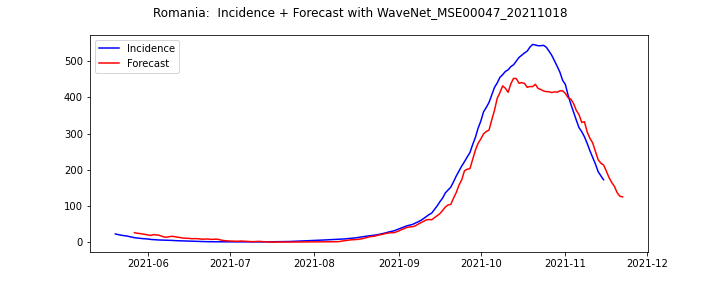 Romania:  Incidence + Forecast with WaveNet_MSE00047_20211018
Incidence
Forecast
500
400
300
200
100
0
2021-06 2021-07 2021-08 2021-09 2021-10 2021-11 2021-12